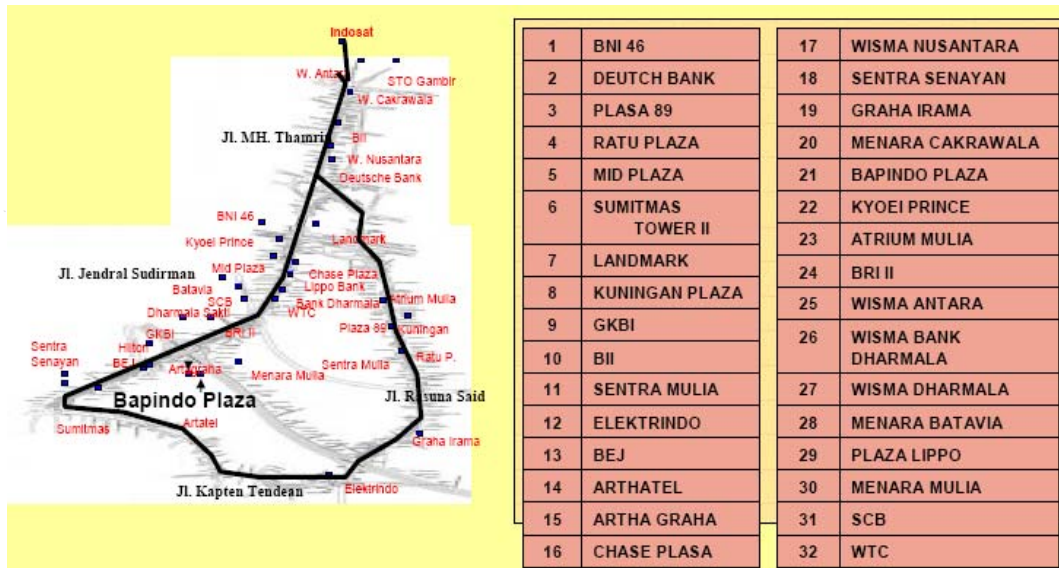 Indosat
W. Antar
STO Gambir
W. Cakrawala
Jl. MH. Thamrin
BII
W. Nusantara
Deutsche Bank
BNI 46
Landmark
Kyoei Prince
Jl. Jendral Sudirman
Mid Plaza
Chase Plaza
Batavia
Lippo Bank
SCB
Bank Dharmala
Atrium Mulia
Dharmala Sakti
WTC
GKBI
BRI II
Plaza 89
Kuningan
Sentra
Senayan
Hilton
BEJ
Artagraha
Menara Mulia
Sentra Mulia
Ratu P.
Bapindo Plaza
Jl. Rasuna Said
Sumitmas
Artatel
Graha Irama
Jl. Kapten Tendean
Elektrindo
1 BNI 46
2 DEUTCH BANK
3 PLASA 89
4 RATU PLAZA
5 MID PLAZA
6 SUMITMAS
TOWER II
7 LANDMARK
8 KUNINGAN PLAZA
9 GKBI
10 BII
11 SENTRA MULIA
12 ELEKTRINDO
13 BEJ
14 ARTHATEL
15 ARTHA GRAHA
16 CHASE PLASA
17 WISMA NUSANTARA
18 SENTRA SENAYAN
19 GRAHA IRAMA
20 MENARA CAKRAWALA
21 BAPINDO PLAZA
22 KYOEI PRINCE
23 ATRIUM MULIA
24 BRI II
25 WISMA ANTARA
26 WISMA BANK
DHARMALA
27 WISMA DHARMALA
28 MENARA BATAVIA
29 PLAZA LIPPO
30 MENARA MULIA
31 SCB
32 WTC